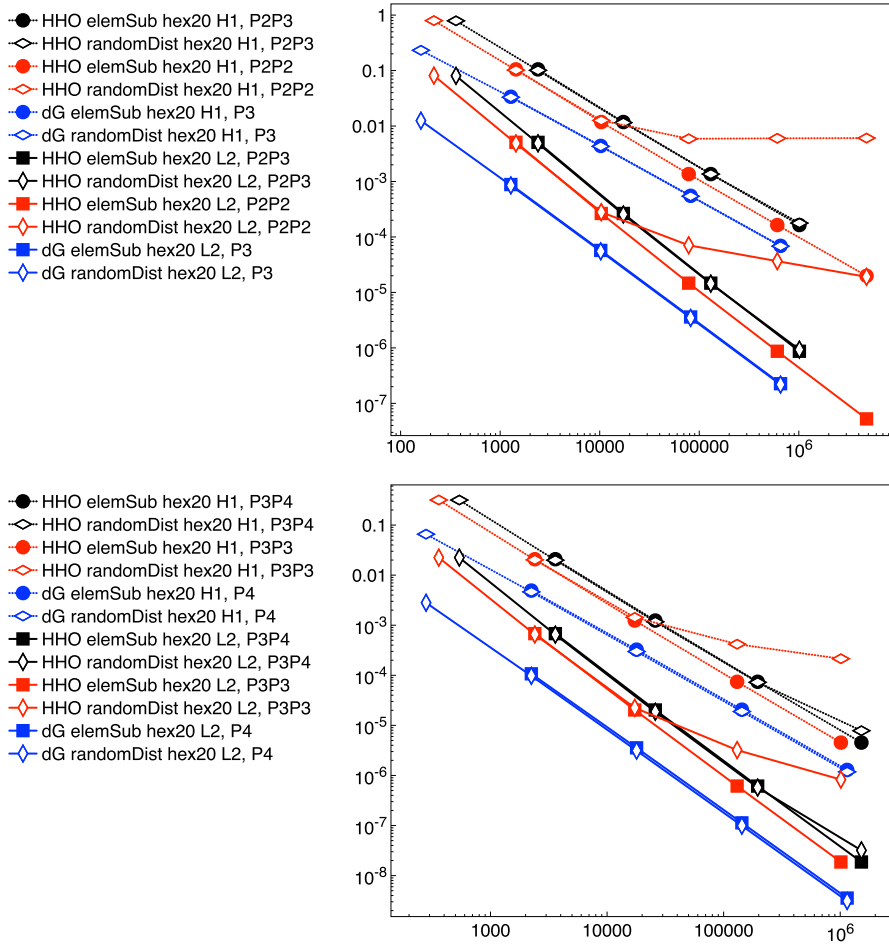 HHO elemSub hex20 H1, P2P3
HHO randomDist hex20 H1, P2P3
HHO elemSub hex20 H1, P2P2
HHO randomDist hex20 H1, P2P2
dG elemSub hex20 H1, P3
dG randomDist hex20 H1, P3
HHO elemSub hex20 L2, P2P3
HHO randomDist hex20 L2, P2P3
HHO elemSub hex20 L2, P2P2
HHO randomDist hex20 L2, P2P2
dG elemSub hex20 L2, P3
dG randomDist hex20 L2, P3
1
0.1
0.01
10⁻³
10⁻⁴
10⁻⁵
10⁻⁶
10⁻⁷
100 1000 10000 100000 10⁶
HHO elemSub hex20 H1, P3P4
HHO randomDist hex20 H1, P3P4
HHO elemSub hex20 H1, P3P3
HHO randomDist hex20 H1, P3P3
dG elemSub hex20 H1, P4
dG randomDist hex20 H1, P4
HHO elemSub hex20 L2, P3P4
HHO randomDist hex20 L2, P3P4
HHO elemSub hex20 L2, P3P3
HHO randomDist hex20 L2, P3P3
dG elemSub hex20 L2, P4
dG randomDist hex20 L2, P4
0.1
0.01
10⁻³
10⁻⁴
10⁻⁵
10⁻⁶
10⁻⁷
10⁻⁸
1000 10000 100000 10⁶